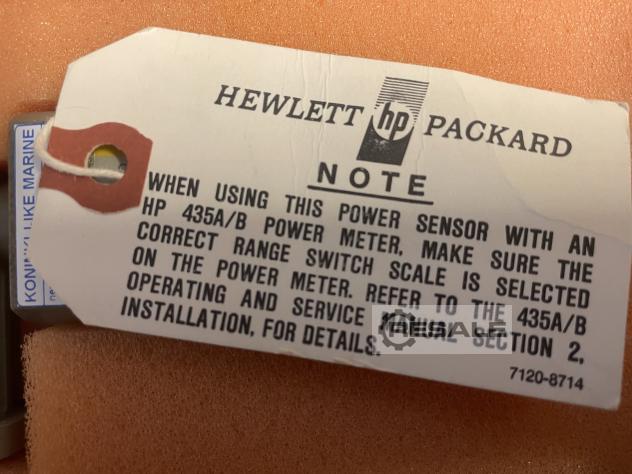 HEWLETT hp PACKARD
NOTE
WHEN USING THIS POWER SENSOR WITH AN
HP 435A/B POWER METER, MAKE SURE THE
CORRECT RANGE SWITCH SCALE IS SELECTED
ON THE POWER METER. REFER TO THE 435A/B
OPERATING AND SERVICE MANUAL SECTION 2,
INSTALLATION, FOR DETAILS.
7120-8714
MARINE